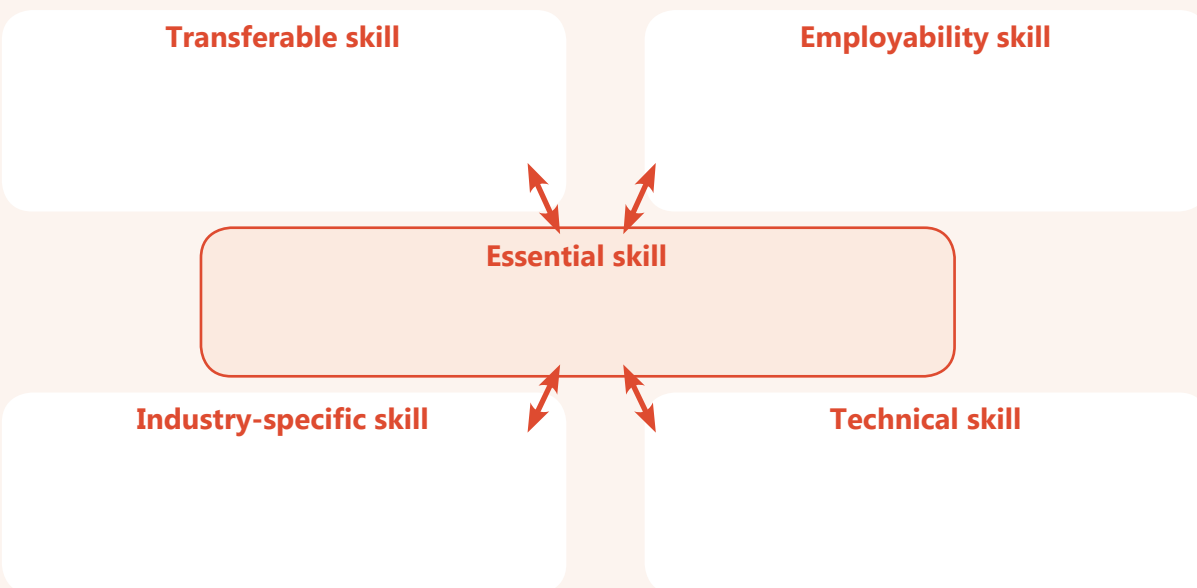 Transferable skill
Employability skill
Essential skill
Industry-specific skill
Technical skill